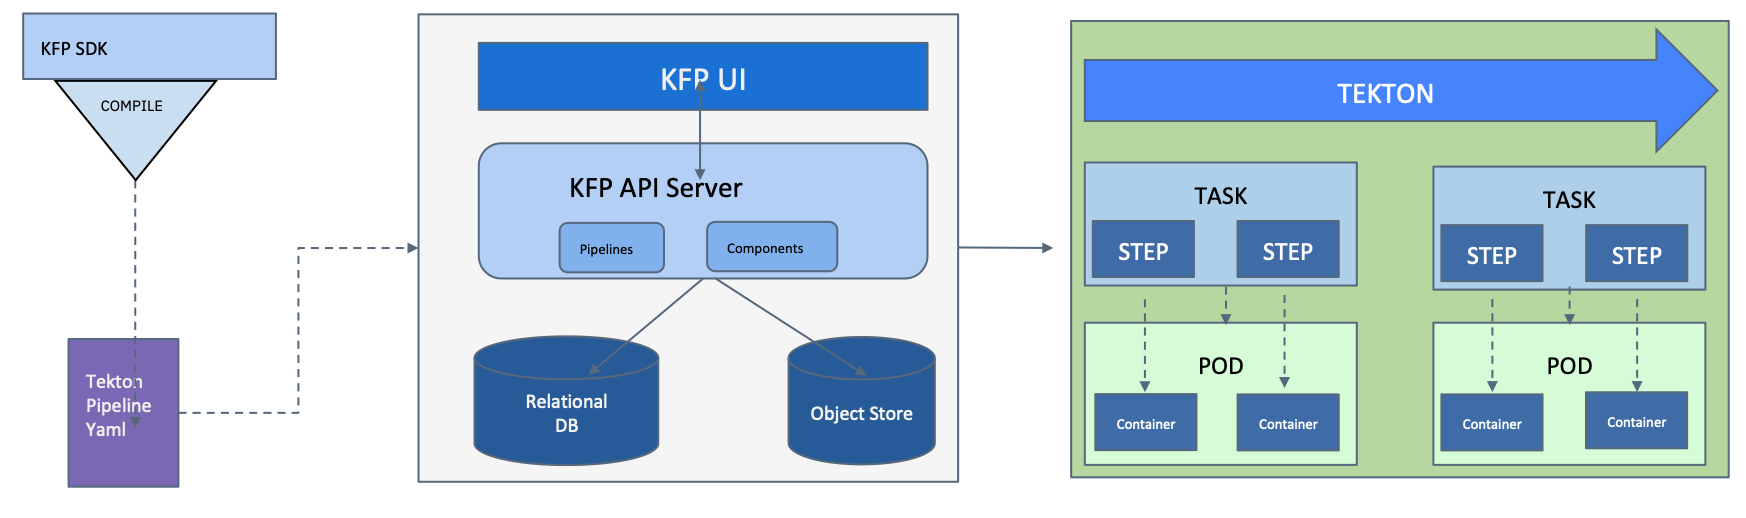 KFP SDK
COMPILE
Tekton
Pipeline
Yaml
KFP UI
KFP API Server
Pipelines
Components
Relational
DB
Object Store
TEKTON
TASK
STEP
STEP
POD
Container
Container
TASK
STEP
STEP
POD
Container
Container